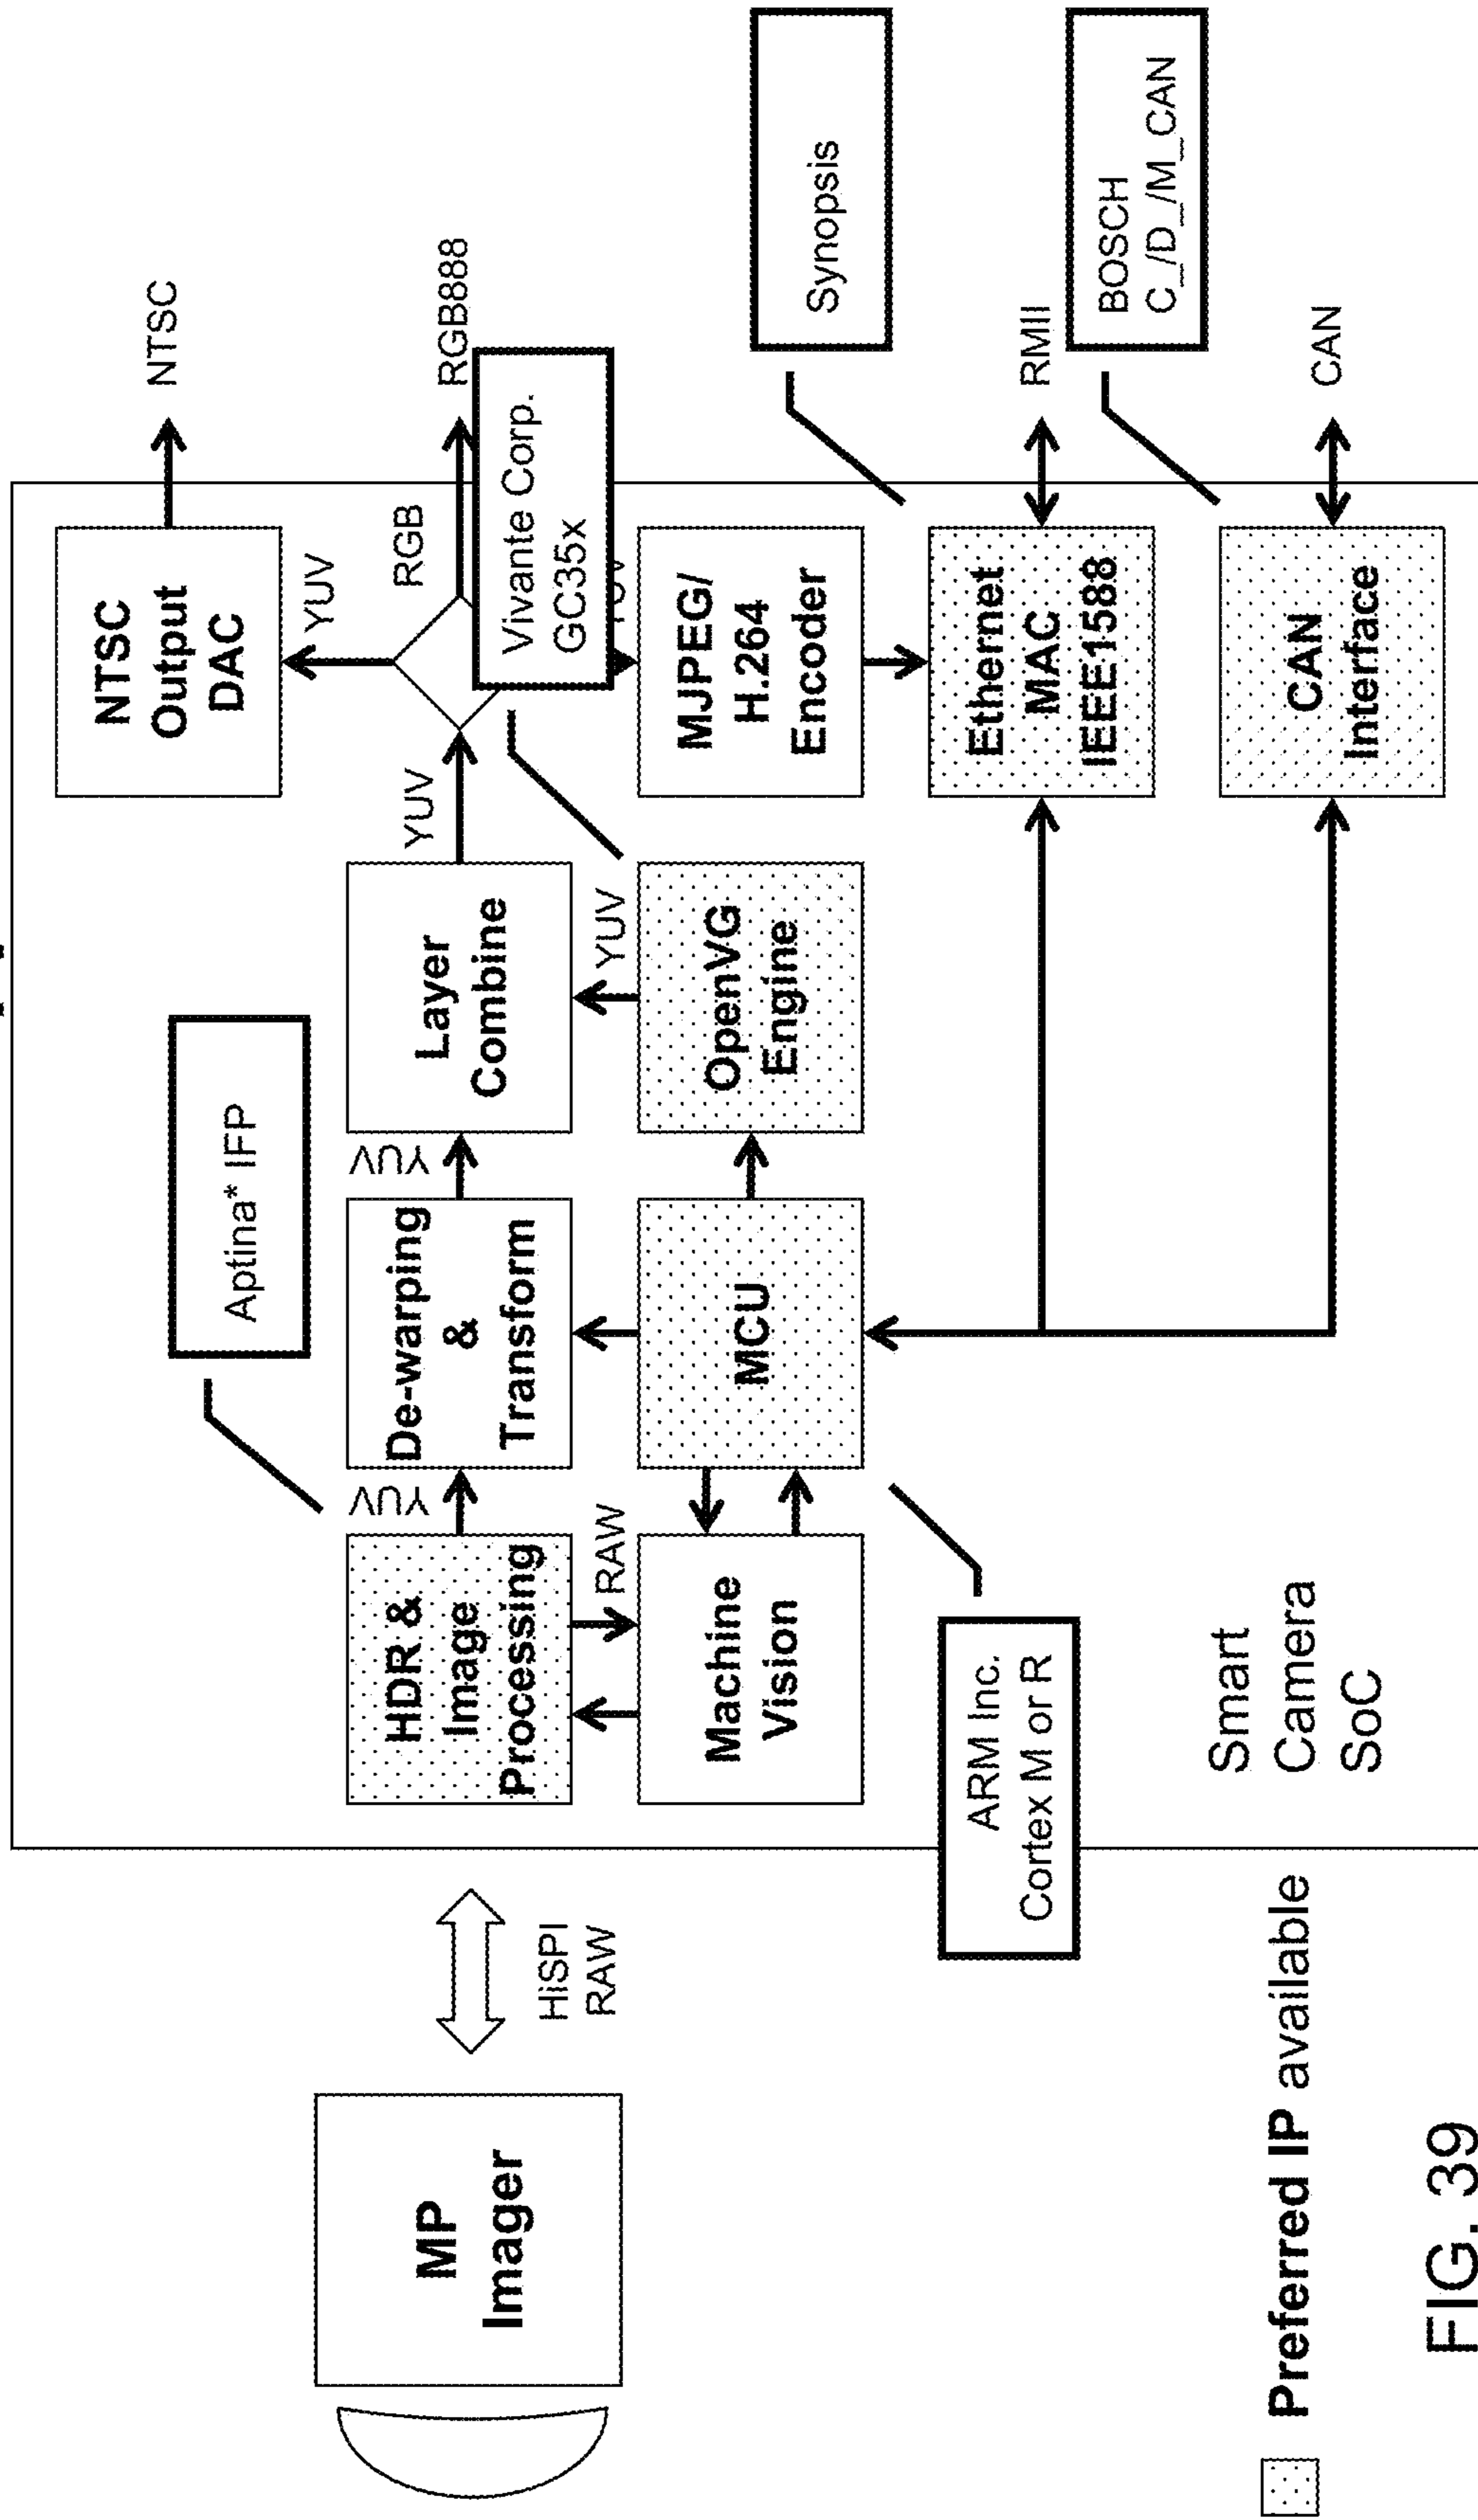 NTSC
Output
DAC
NTSC
YUV
RGB
RGB888
Aptina* IFP
YUV
YUV
YUV
HDR &
Image
Processing
De-warping
&
Transform
Layer
Combine
Vivante Corp.
GC35x
MP
Imager
HiSPI
RAW
RAW
YUV
Machine
Vision
MCU
OpenVG
Engine
MJPEG/
H.264
Encoder
Synopsis
ARM Inc.
Cortex M or R
Ethernet
MAC
IEEE1588
RMII
BOSCH
C_/D_/M_CAN
CAN
Interface
CAN
Smart
Camera
SoC
Preferred IP available
FIG. 39